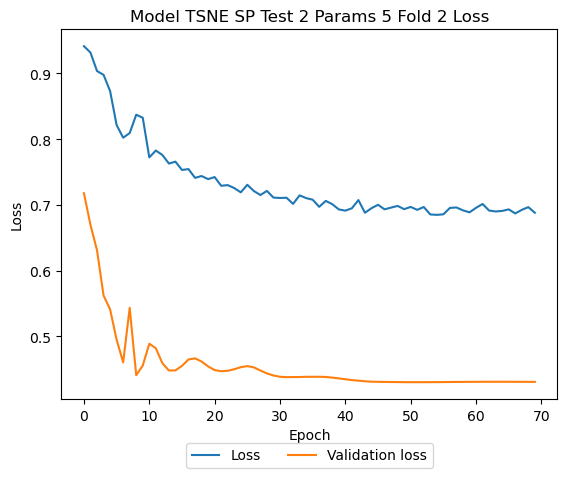 Model TSNE SP Test 2 Params 5 Fold 2 Loss
0.9
0.8
0.7
0.6
0.5
Loss
0 10 20 30 40 50 60 70
Epoch
Loss Validation loss